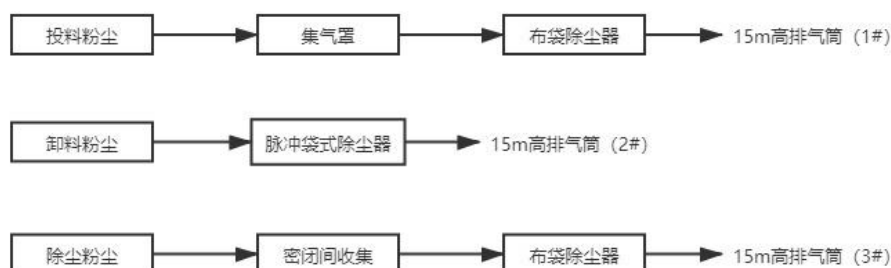 投料粉尘 集气罩 布袋除尘器 15m高排气筒（1#）
卸料粉尘 脉冲袋式除尘器 15m高排气筒（2#）
除尘粉尘 密闭间收集 布袋除尘器 15m高排气筒（3#）